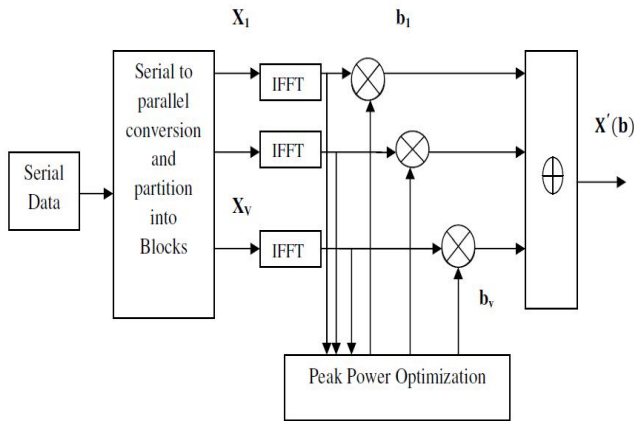 X1
b1
Serial to
parallel
conversion
and
partition
into
Blocks
IFFT
IFFT
X′(b)
Serial
Data
XV
IFFT
bv
Peak Power Optimization